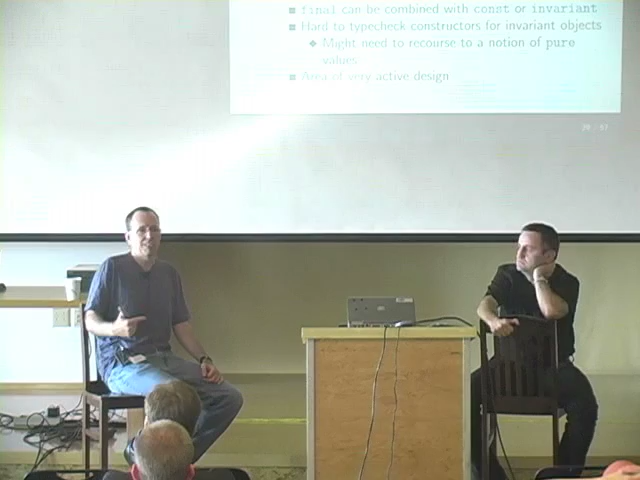 final can be combined with const or invariant
Hard to typecheck constructors for invariant objects
Might need to recourse to a notion of pure
values
Area of very active design